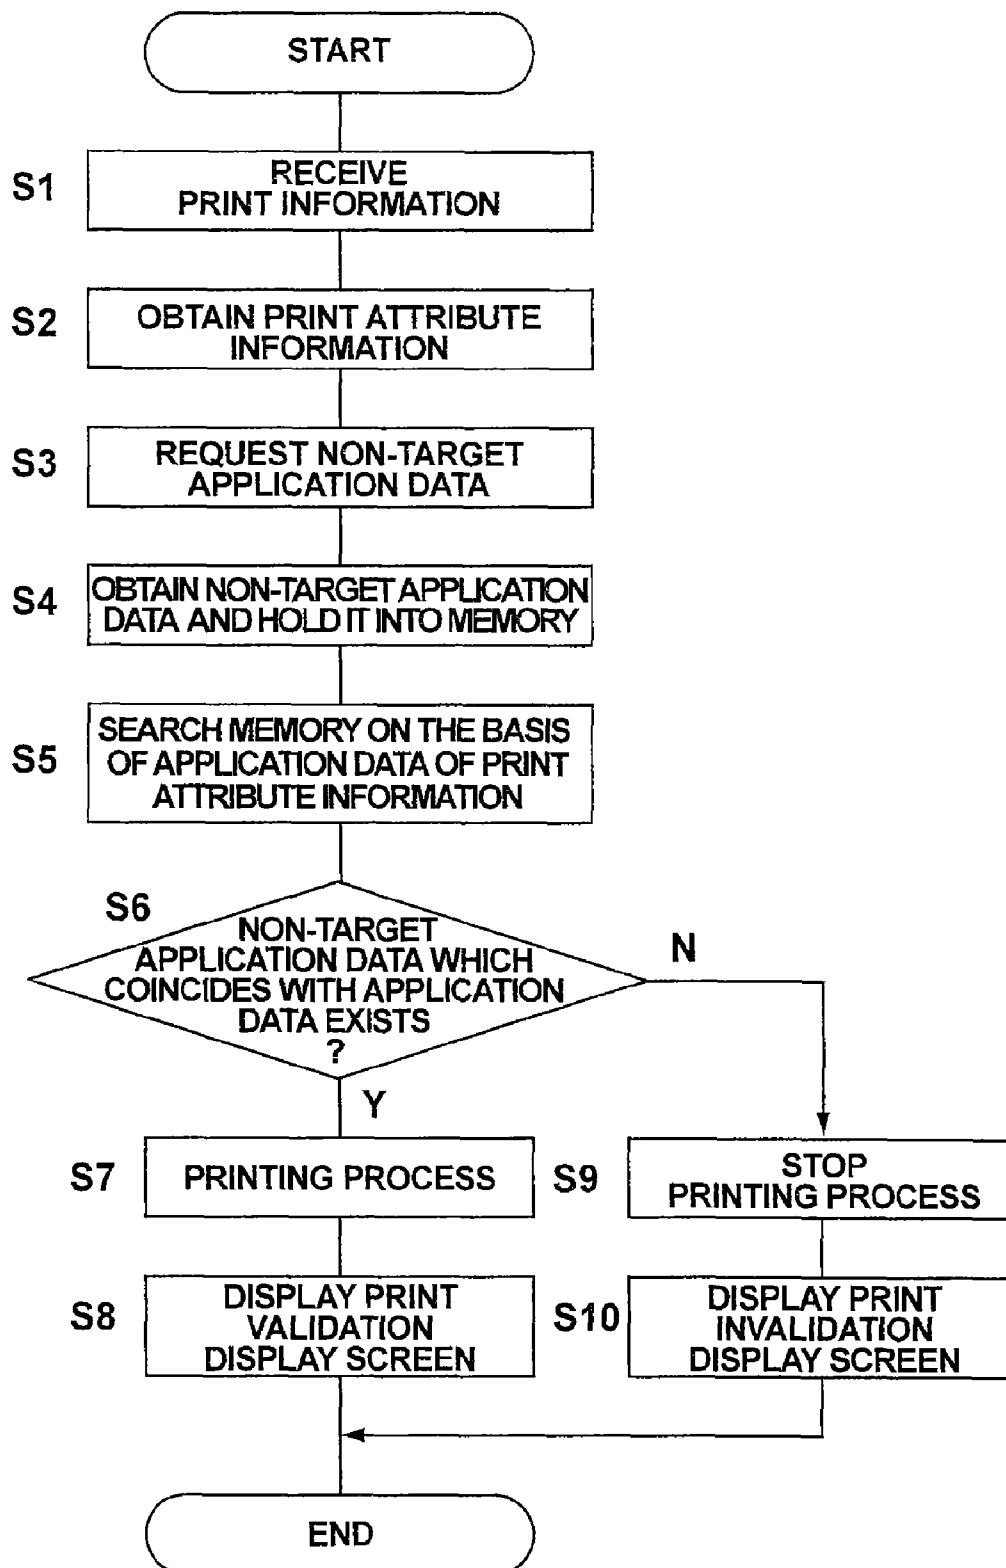 START
S1
RECEIVE
PRINT INFORMATION
S2
OBTAIN PRINT ATTRIBUTE
INFORMATION
S3
REQUEST NON-TARGET
APPLICATION DATA
S4
OBTAIN NON-TARGET APPLICATION
DATA AND HOLD IT INTO MEMORY
S5
SEARCH MEMORY ON THE BASIS
OF APPLICATION DATA OF PRINT
ATTRIBUTE INFORMATION
S6
NON-TARGET
APPLICATION DATA WHICH
COINCIDES WITH APPLICATION
DATA EXISTS
?
N
Y
S7
PRINTING PROCESS
S9
STOP
PRINTING PROCESS
S8
DISPLAY PRINT
VALIDATION
DISPLAY SCREEN
S10
DISPLAY PRINT
INVALIDATION
DISPLAY SCREEN
END